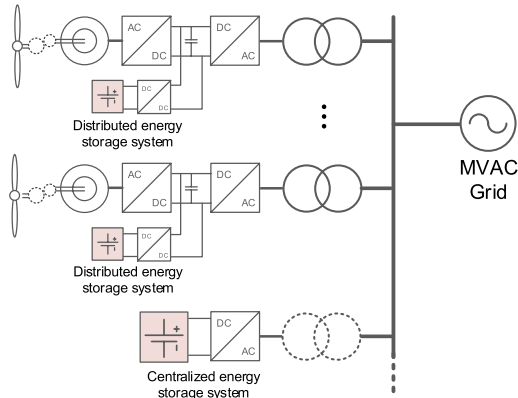 AC
DC
DC
AC
DC
DC
Distributed energy
storage system
MVAC
Grid
AC
DC
DC
AC
DC
DC
Distributed energy
storage system
DC
AC
Centralized energy
storage system